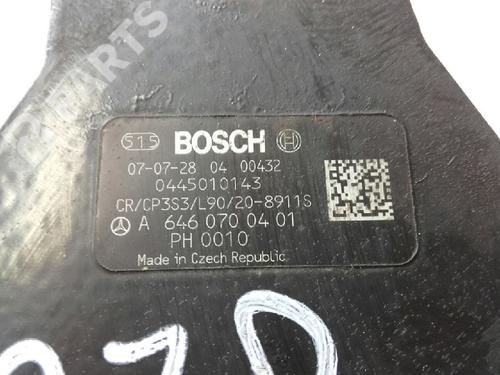 PARTS
515 BOSCH
07-07-28 04 00432
0445010143
CR/CP3S3/L90/20-8911S
A 646 070 04 01
PH 0010
Made in Czech Republic